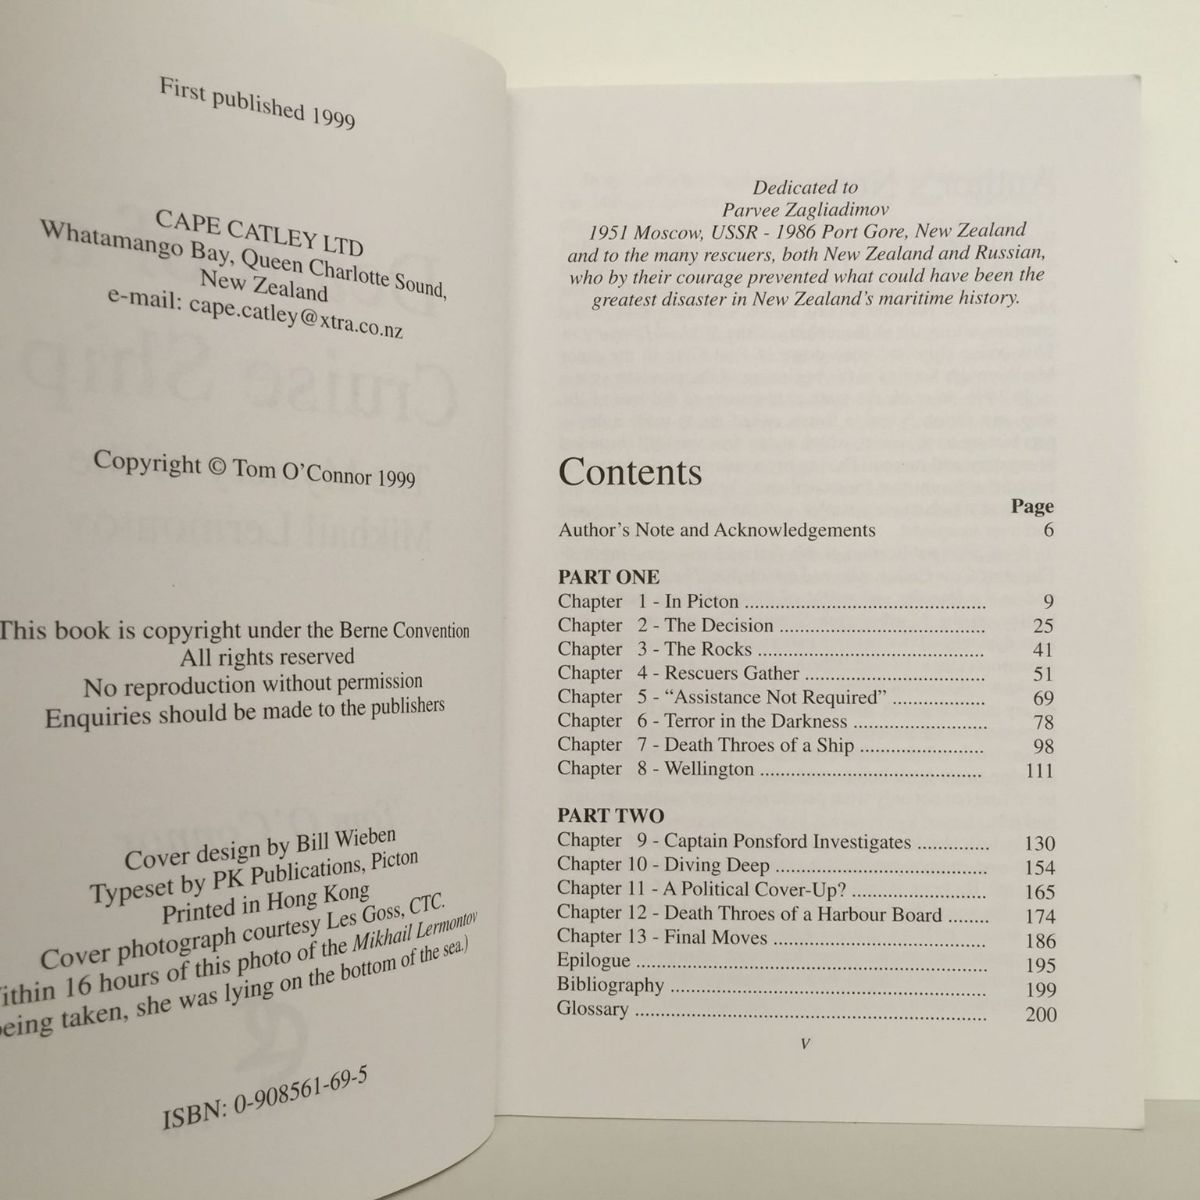 First published 1999
CAPE CATLEY LTD
Whatamango Bay, Queen Charlotte Sound,
New Zealand
e-mail: cape.catley@xtra.co.nz
Copyright © Tom O'Connor 1999
This book is copyright under the Berne Convention
All rights reserved
No reproduction without permission
Enquiries should be made to the publishers
Cover design by Bill Wieben
Typeset by PK Publications, Picton
Printed in Hong Kong
Cover photograph courtesy Les Goss, CTC.
ithin 16 hours of this photo of the Mikhail Lermontov
eing taken, she was lying on the bottom of the sea.)
ISBN: 0-908561-69-5
Dedicated to
Parvee Zagliadimov
1951 Moscow, USSR - 1986 Port Gore, New Zealand
and to the many rescuers, both New Zealand and Russian,
who by their courage prevented what could have been the
greatest disaster in New Zealand's maritime history.
Contents
Page
Author's Note and Acknowledgements 6
PART ONE
Chapter 1 - In Picton ............................................ 9
Chapter 2 - The Decision ...................................... 25
Chapter 3 - The Rocks .......................................... 41
Chapter 4 - Rescuers Gather ................................. 51
Chapter 5 - “Assistance Not Required” ................. 69
Chapter 6 - Terror in the Darkness ........................ 78
Chapter 7 - Death Throes of a Ship ....................... 98
Chapter 8 - Wellington ......................................... 111
PART TWO
Chapter 9 - Captain Ponsford Investigates ............. 130
Chapter 10 - Diving Deep ....................................... 154
Chapter 11 - A Political Cover-Up? ......................... 165
Chapter 12 - Death Throes of a Harbour Board ........ 174
Chapter 13 - Final Moves ....................................... 186
Epilogue ................................................................ 195
Bibliography .......................................................... 199
Glossary ................................................................ 200
V